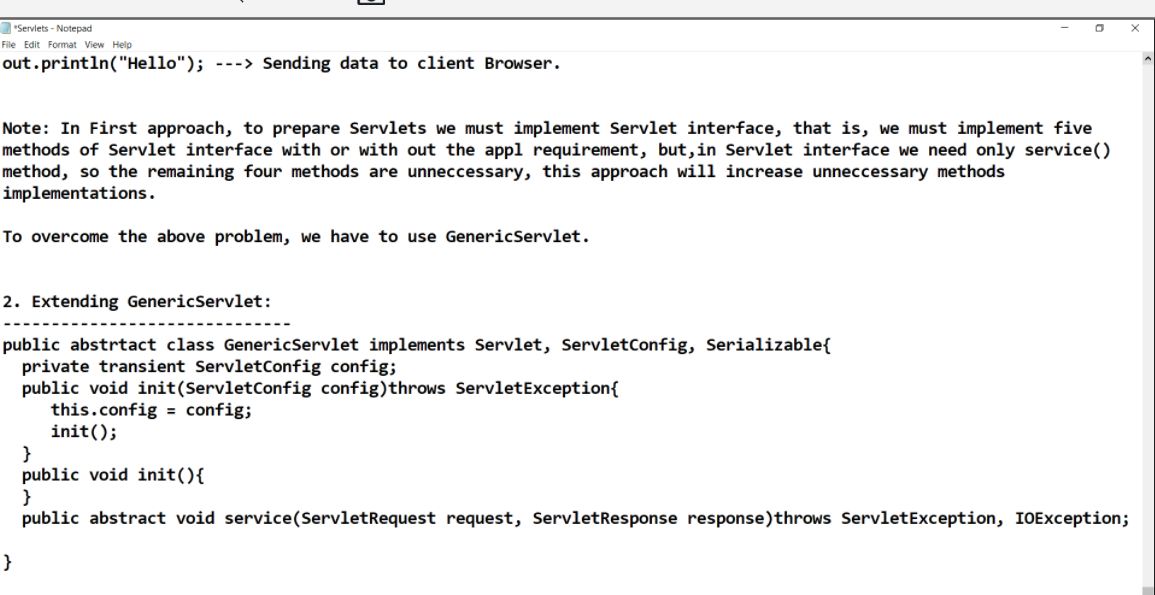 *Servlets - Notepad
File Edit Format View Help
out.println("Hello"); ---> Sending data to client Browser.
Note: In First approach, to prepare Servlets we must implement Servlet interface, that is, we must implement five
methods of Servlet interface with or with out the appl requirement, but,in Servlet interface we need only service()
method, so the remaining four methods are unneccessary, this approach will increase unneccessary methods
implementations.
To overcome the above problem, we have to use GenericServlet.
2. Extending GenericServlet:
------------------------------
public abstrtact class GenericServlet implements Servlet, ServletConfig, Serializable{
private transient ServletConfig config;
public void init(ServletConfig config)throws ServletException{
this.config = config;
init();
}
public void init(){
}
public abstract void service(ServletRequest request, ServletResponse response)throws ServletException, IOException;
}